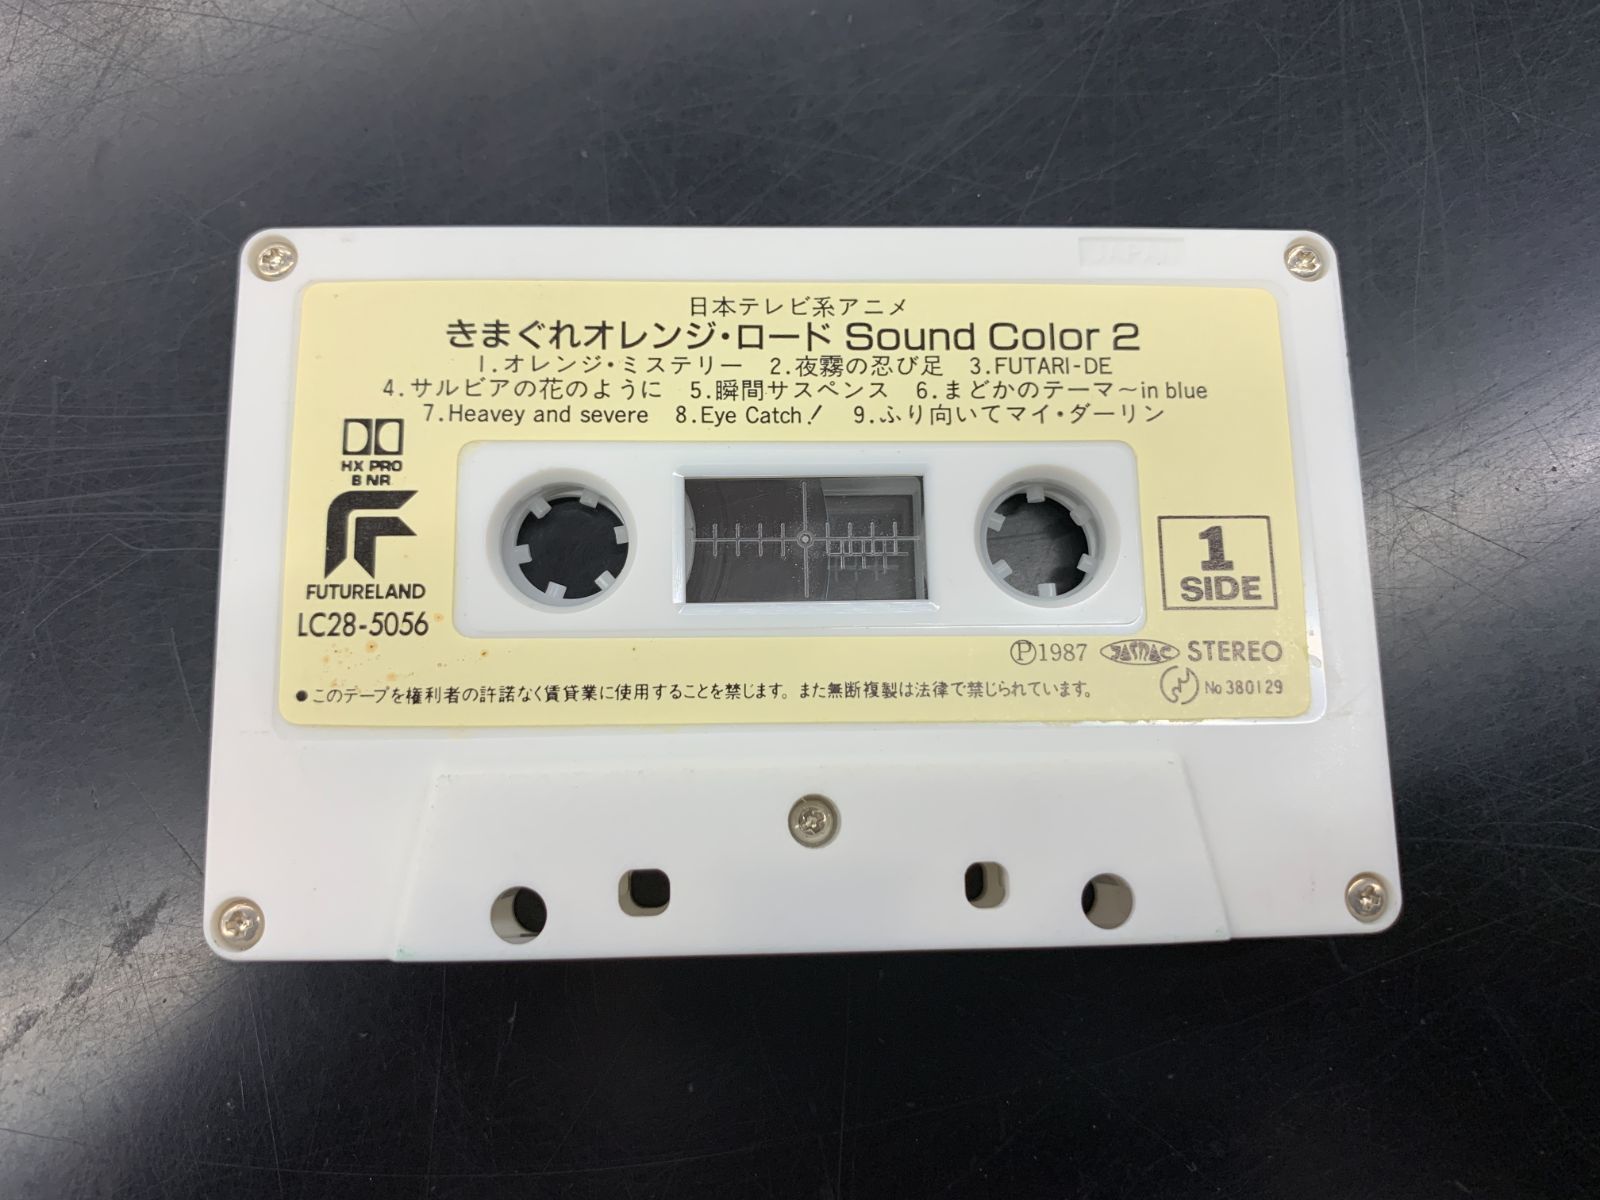 JAPAN
日本テレビ系アニメ
きまぐれオレンジ・ロード Sound Color 2
1.オレンジ・ミステリー 2.夜霧の忍び足 3.FUTARI-DE
4.サルビアの花のように 5.瞬間サスペンス 6.まどかのテーマ〜in blue
7.Heavey and severe 8.Eye Catch! 9.ふり向いてマイ・ダーリン
HX PRO
B NR
FUTURELAND
LC28-5056
1
SIDE
Ⓟ1987 JASRAC STEREO
No 380129
●このテープを権利者の許諾なく賃貸業に使用することを禁じます。また無断複製は法律で禁じられています。